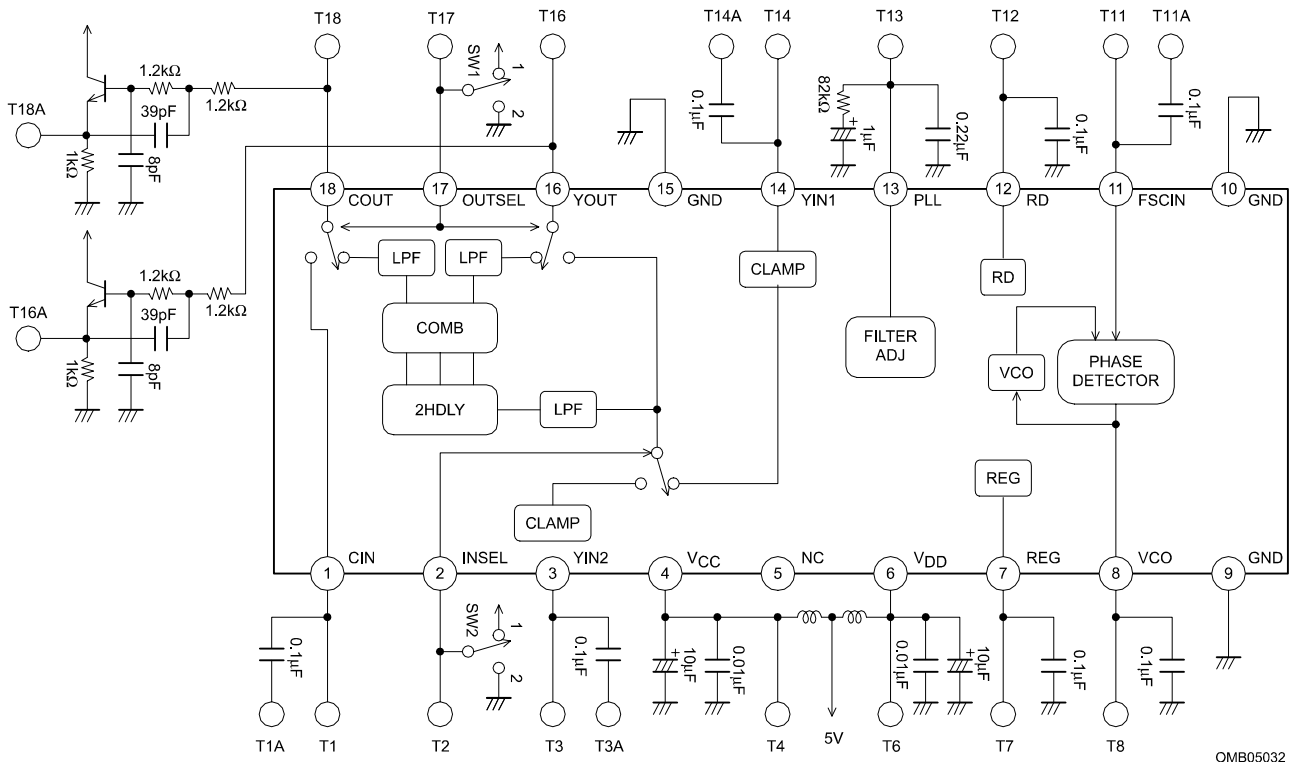 T18
T17
T16
T14A
T14
T13
T12
T11
T11A
1.2kΩ
1.2kΩ
SW1
1
2
T18A
39pF
1kΩ
8pF
0.1μF
82kΩ
1μF
+
0.22μF
0.1μF
0.1μF
18
COUT
17
OUTSEL
16
YOUT
15
GND
14
YIN1
13
PLL
12
RD
11
FSCIN
10
GND
LPF
LPF
CLAMP
RD
1.2kΩ
1.2kΩ
T16A
39pF
1kΩ
8pF
COMB
FILTER
ADJ
VCO
PHASE
DETECTOR
2HDLY
LPF
REG
CLAMP
1
CIN
2
INSEL
3
YIN2
4
VCC
5
NC
6
VDD
7
REG
8
VCO
9
GND
0.1μF
SW2
1
2
0.1μF
+
10μF
0.01μF
0.01μF
+
10μF
0.1μF
0.1μF
T1A
T1
T2
T3
T3A
T4
5V
T6
T7
T8
OMB05032